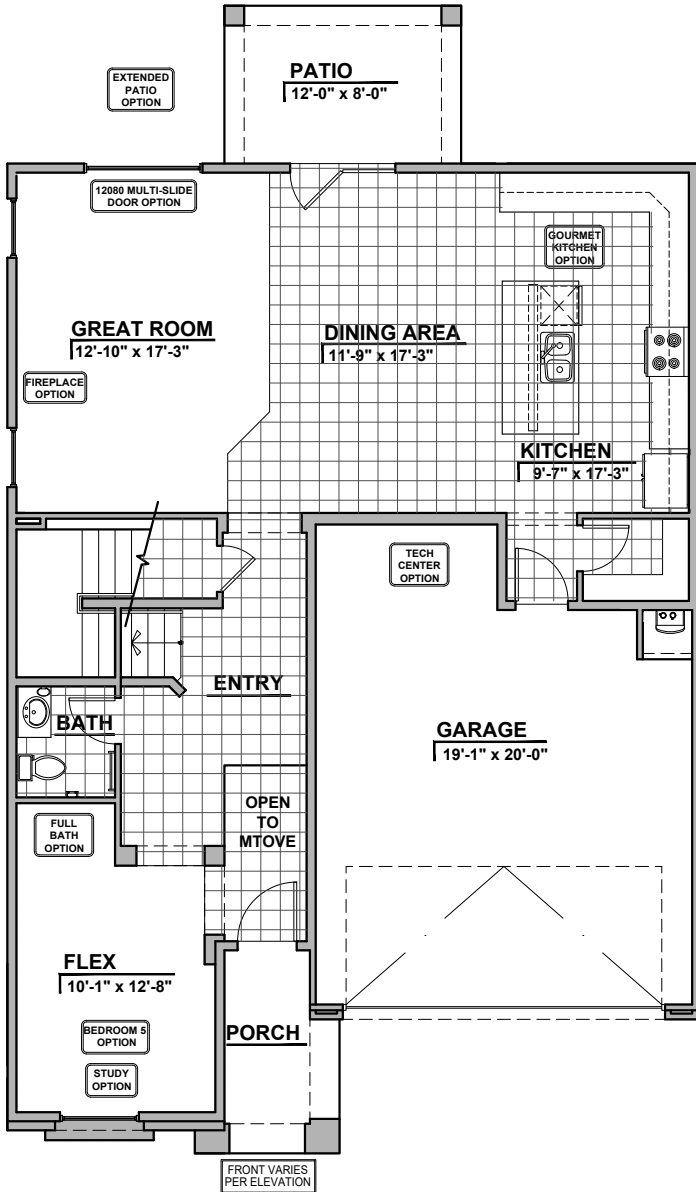 PATIO
12'-0" x 8'-0"
EXTENDED
PATIO
OPTION
12080 MULTI-SLIDE
DOOR OPTION
GOURMET
KITCHEN
OPTION
GREAT ROOM
12'-10" x 17'-3"
DINING AREA
11'-9" x 17'-3"
FIREPLACE
OPTION
KITCHEN
9'-7" x 17'-3"
TECH
CENTER
OPTION
ENTRY
BATH
GARAGE
19'-1" x 20'-0"
OPEN
TO
MTOVE
FULL
BATH
OPTION
FLEX
10'-1" x 12'-8"
BEDROOM 5
OPTION
PORCH
STUDY
OPTION
FRONT VARIES
PER ELEVATION